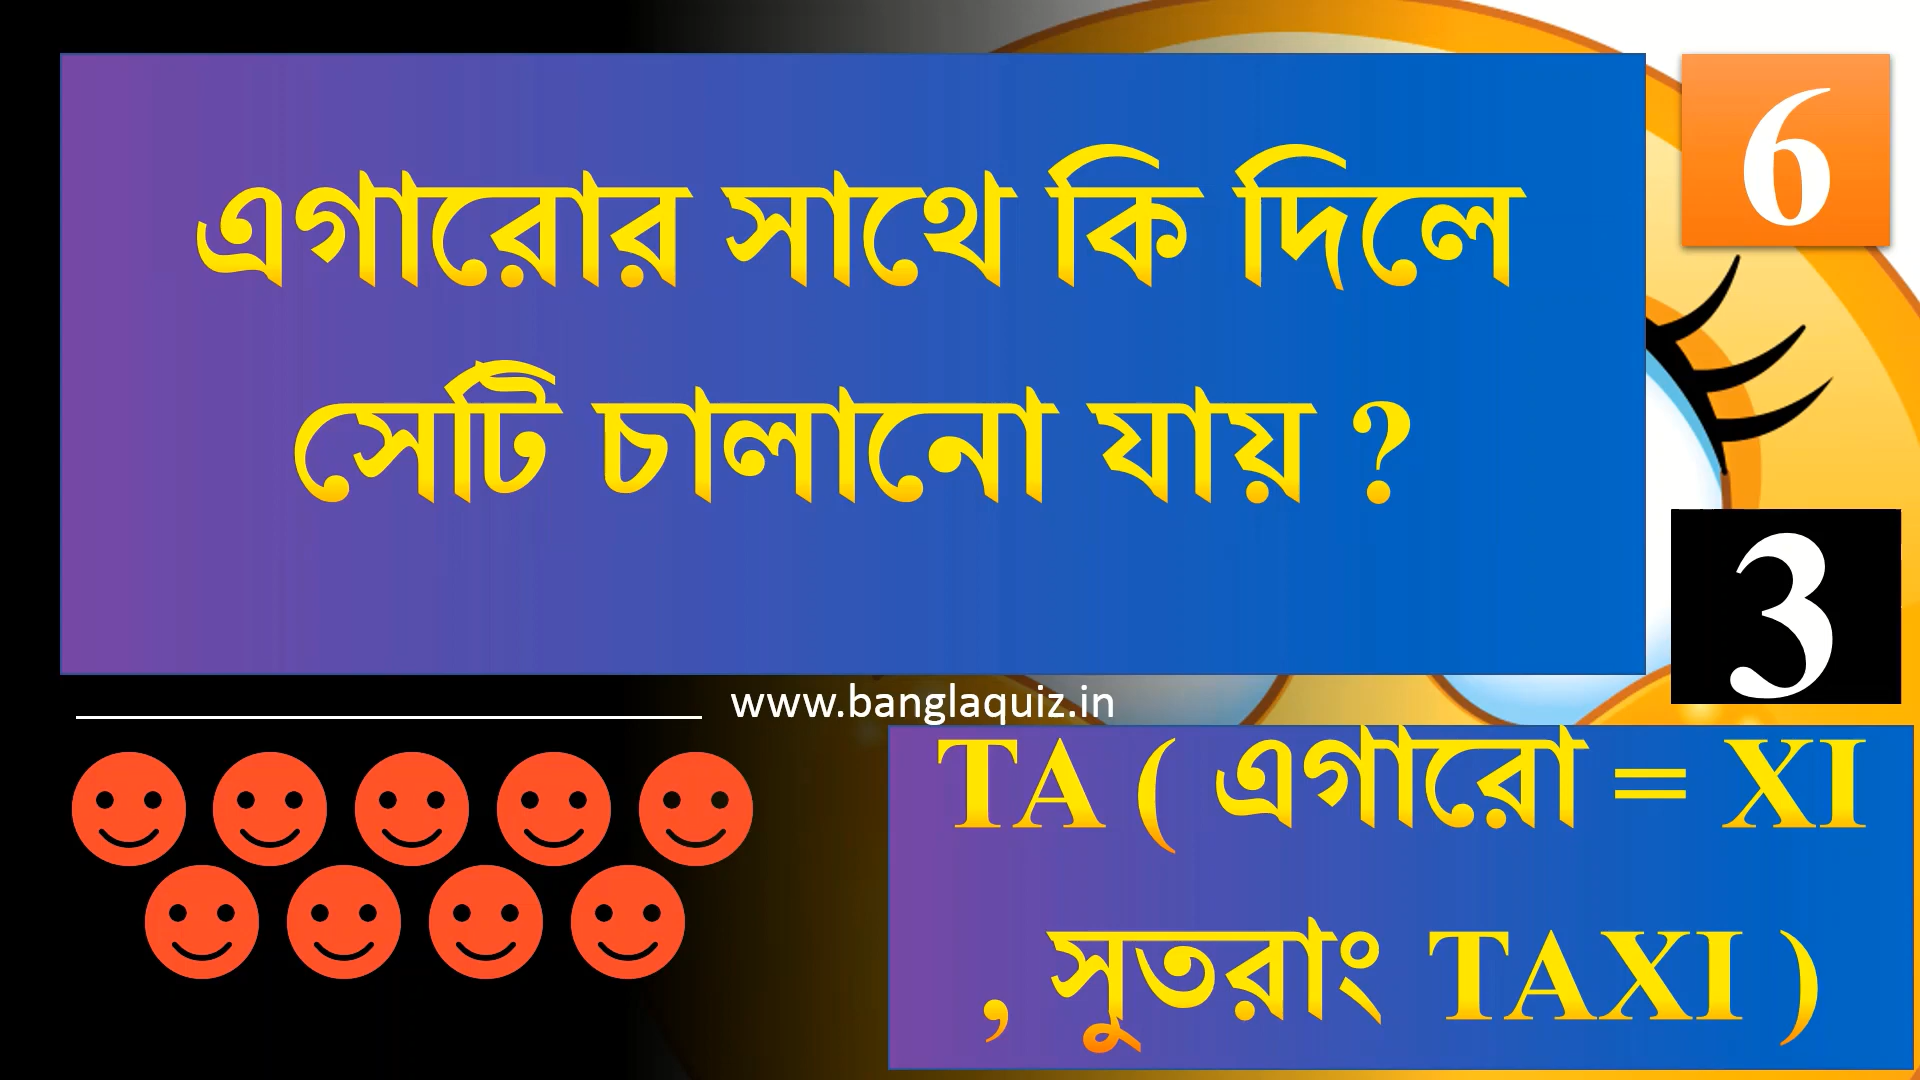 এগারোর সাথে কি দিলে
সেটি চালানো যায় ?
6
3
www.banglaquiz.in
TA ( এগারো = XI
, সুতরাং TAXI )